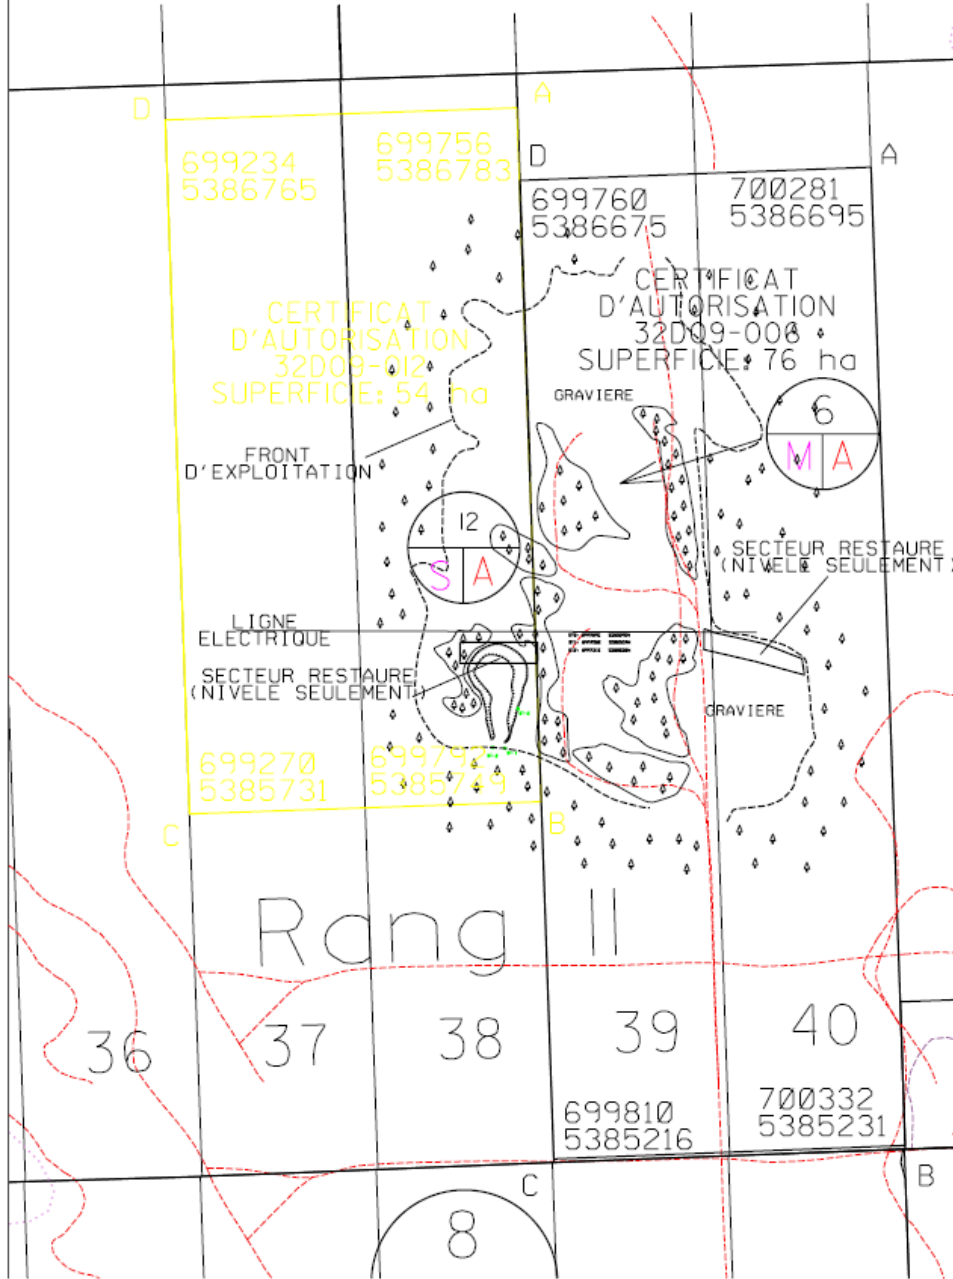 D
A
699234
5386765
699756
5386783
D
A
699760
5386675
700281
5386695
CERTIFICAT
D'AUTORISATION
32D09-012
SUPERFICIE: 54 ha
CERTIFICAT
D'AUTORISATION
32D09-006
SUPERFICIE: 76 ha
GRAVIERE
6
M A
FRONT
D'EXPLOITATION
12
S A
SECTEUR RESTAURE
(NIVELE SEULEMENT)
LIGNE
ELECTRIQUE
SECTEUR RESTAURE
(NIVELE SEULEMENT)
GRAVIERE
699270
5385731
699792
5385749
C
B
Rang II
36
37
38
39
40
699810
5385216
700332
5385231
C
B
8